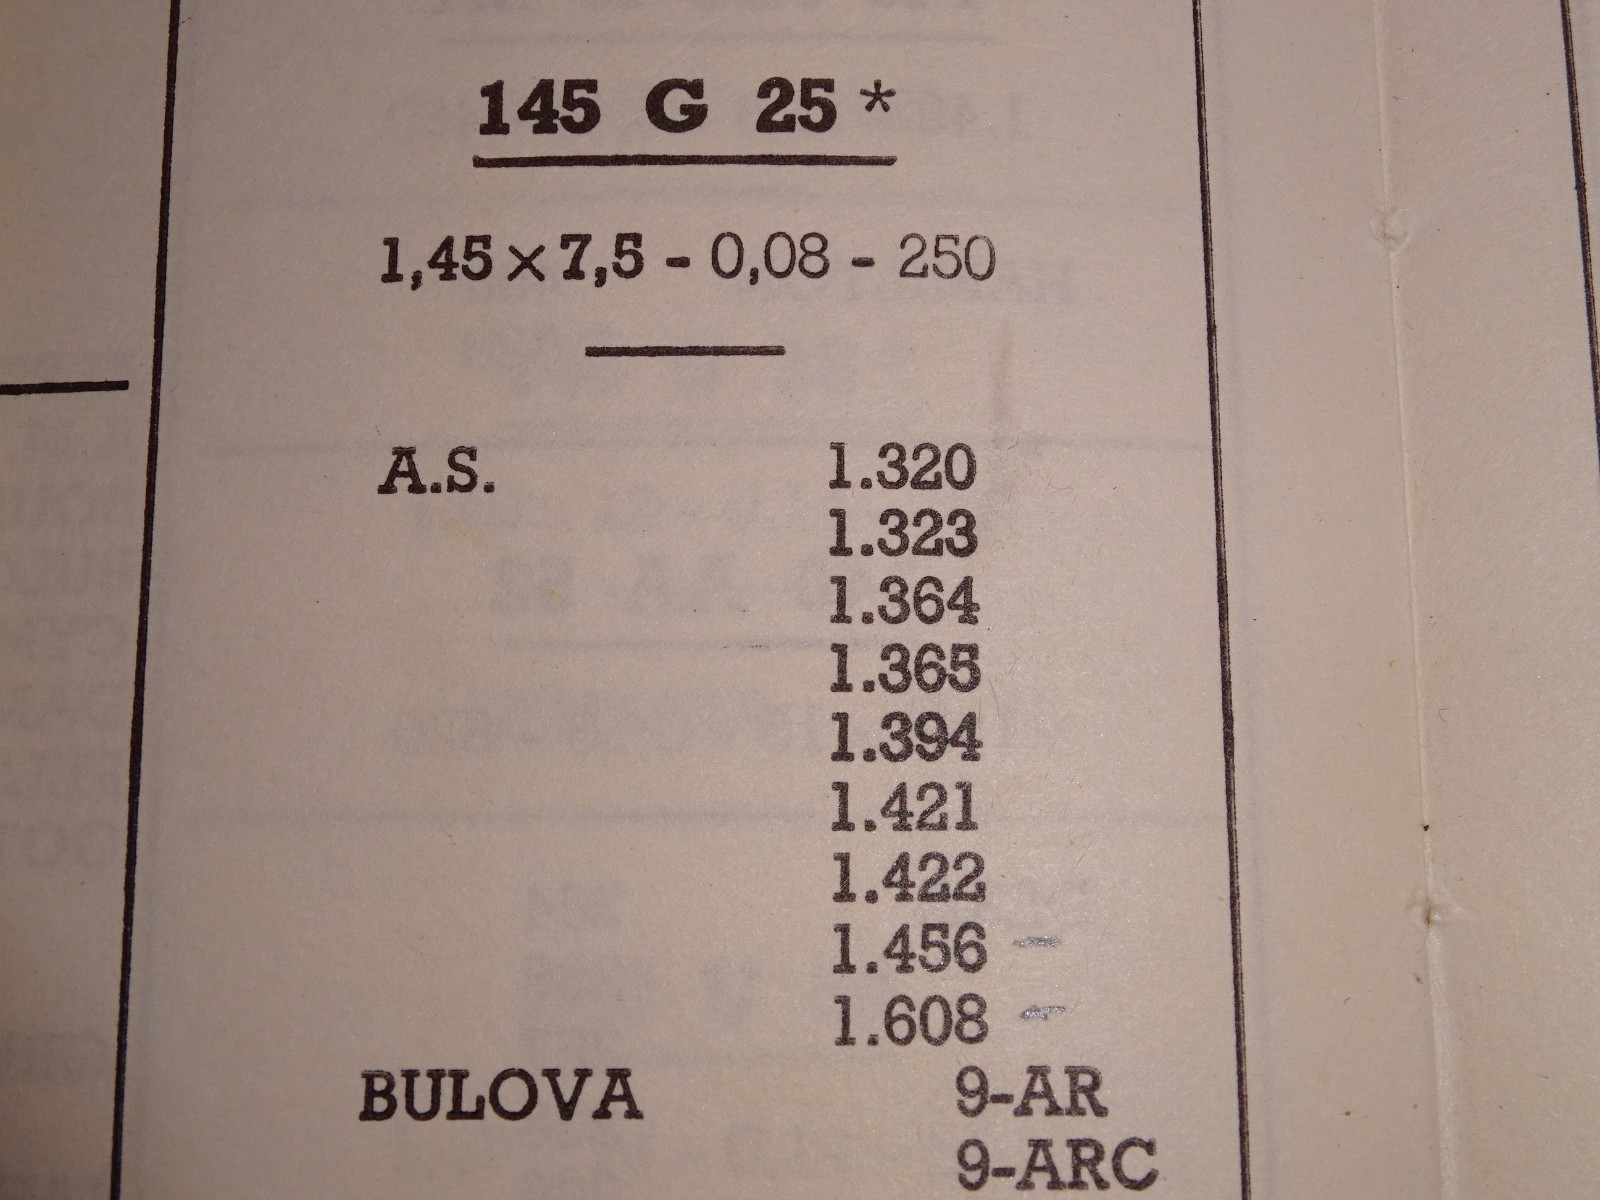 145 G 25 *
1,45 × 7,5 - 0,08 - 250
A.S. 1.320
1.323
1.364
1.365
1.394
1.421
1.422
1.456
1.608
BULOVA 9-AR
9-ARC